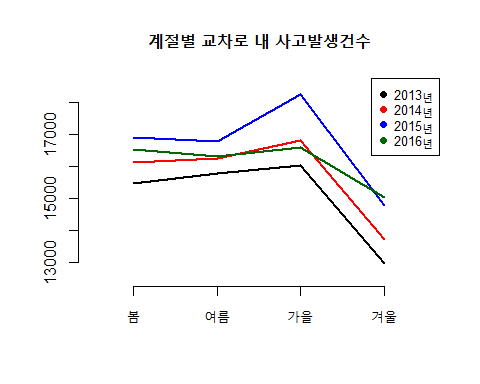 계절별 교차로 내 사고발생건수
2013년
2014년
2015년
2016년
17000
15000
13000
봄 여름 가을 겨울